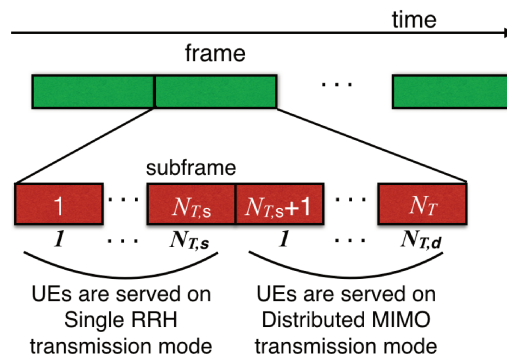 time
frame
...
subframe
1 ... N_{T,s} N_{T,s}+1 ... N_T
1 ... N_{T,s} 1 ... N_{T,d}
UEs are served on
Single RRH
transmission mode
UEs are served on
Distributed MIMO
transmission mode